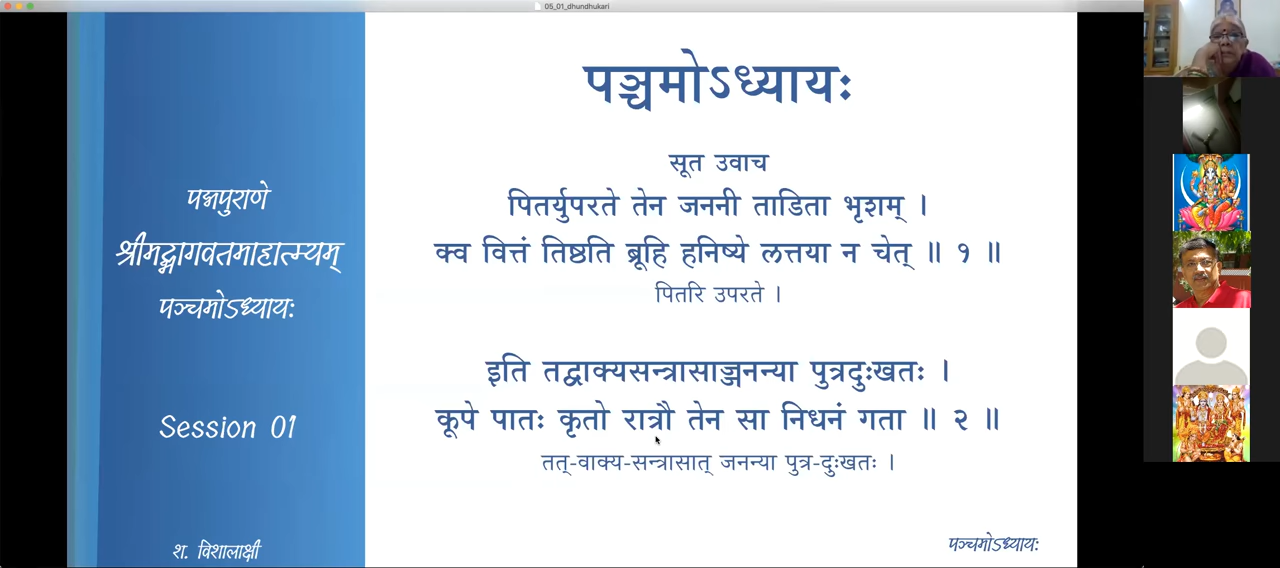 05_01_dhundhukari
पद्मपुराणे
श्रीमद्भागवतमाहात्म्यम्
पञ्चमोऽध्यायः
Session 01
श. विशालाक्षी
पञ्चमोऽध्यायः
सूत उवाच
पितर्युपरते तेन जननी ताडिता भृशम् ।
क्व वित्तं तिष्ठति ब्रूहि हनिष्ये लत्तया न चेत् ॥ १ ॥
पितरि उपरते ।
इति तद्वाक्यसन्त्रासाज्जनन्या पुत्रदुःखतः ।
कूपे पातः कृतो रात्रौ तेन सा निधनं गता ॥ २ ॥
तत्-वाक्य-सन्त्रासात् जनन्या पुत्र-दुःखतः ।
पञ्चमोऽध्यायः